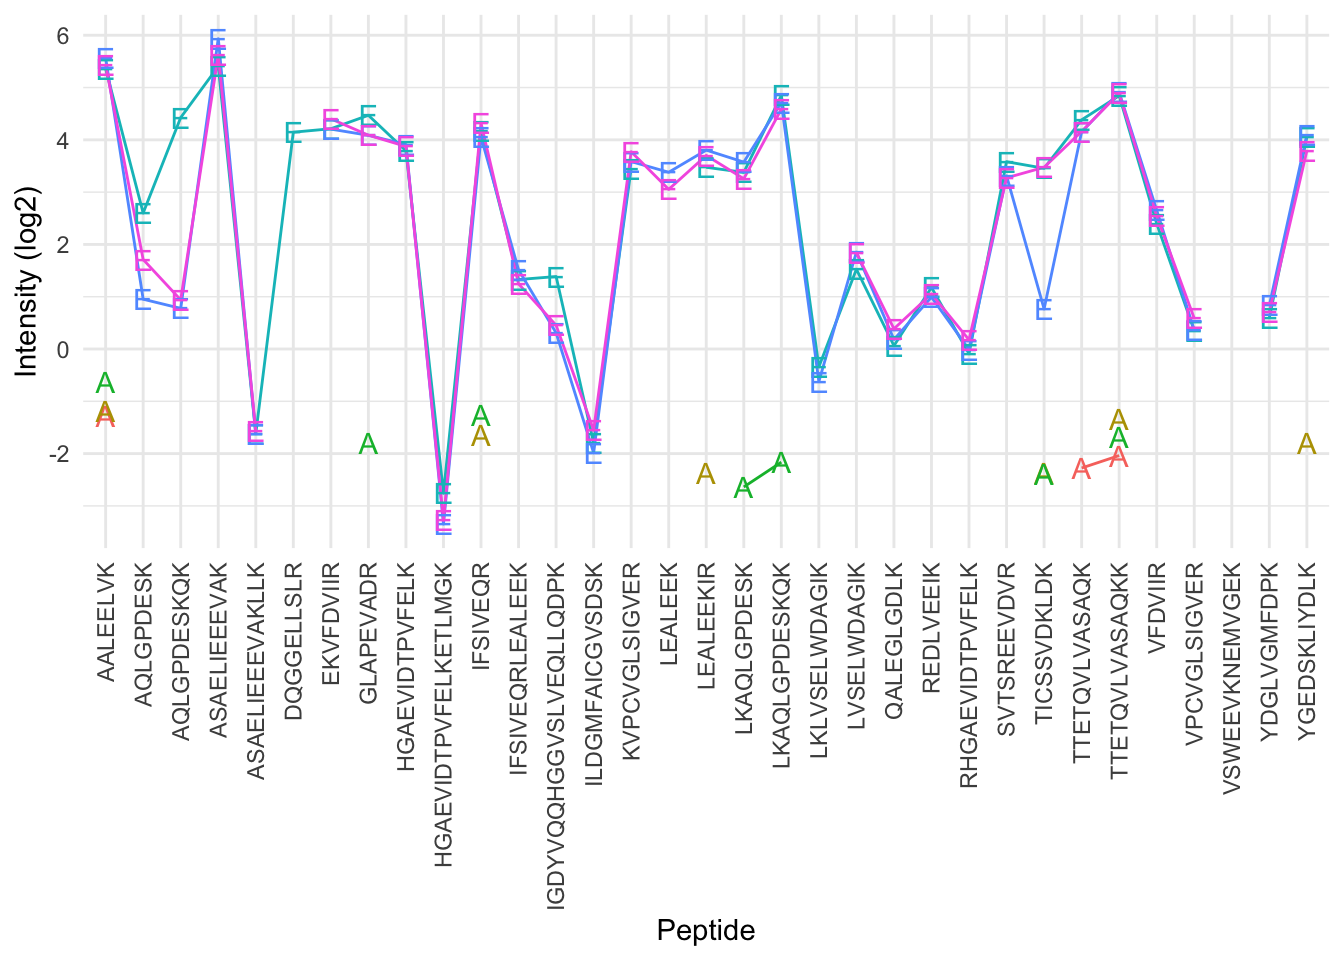 6
4
2
0
-2
Intensity (log2)
E
A
AALEELVK
AQLGPDESK
AQLGPDESKQK
ASAELIEEEVAK
ASAELIEEEVAKLLK
DQGGELLSLR
EKVFDVIIR
GLAPEVADR
HGAEVIDTPVFELK
HGAEVIDTPVFELKETLMGK
IFSIVEQR
IFSIVEQRLEALEEK
IGDYVQQHGGVSLVEQLLQDPK
ILDGMFAICGVSDSK
KVPCVGLSIGVER
LEALEEK
LEALEEKIR
LKAQLGPDESK
LKAQLGPDESKQK
LKLVSELWDAGIK
LVSELWDAGIK
QALEGLGDLK
REDLVEEIK
RHGAEVIDTPVFELK
SVTSREEVDVR
TICSSVDKLDK
TTETQVLVASAQK
TTETQVLVASAQKK
VFDVIIR
VPCVGLSIGVER
VSWEEVKNEMVGEK
YDGLVGMFDPK
YGEDSKLIYDLK
Peptide